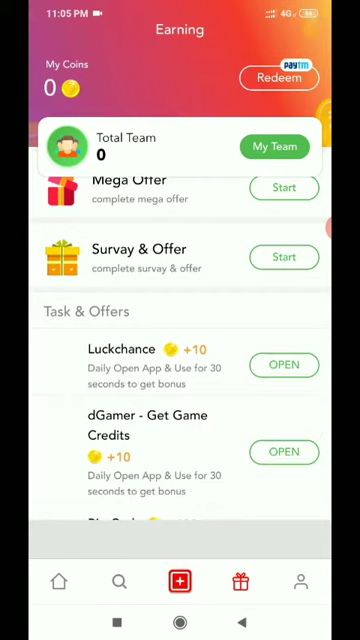 11:05 PM
4G
66
Earning
My Coins
0
paytm
Redeem
Total Team
0
My Team
Mega Offer
complete mega offer
Start
Survay & Offer
complete survay & offer
Start
Task & Offers
Luckchance +10
Daily Open App & Use for 30
seconds to get bonus
OPEN
dGamer - Get Game
Credits
+10
Daily Open App & Use for 30
seconds to get bonus
OPEN